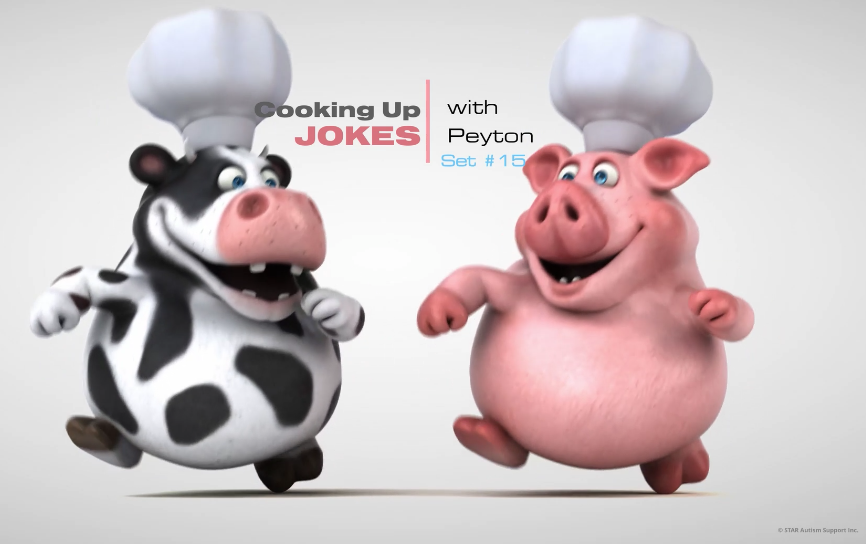 Cooking Up
JOKES
with
Peyton
Set #15
© STAR Autism Support Inc.